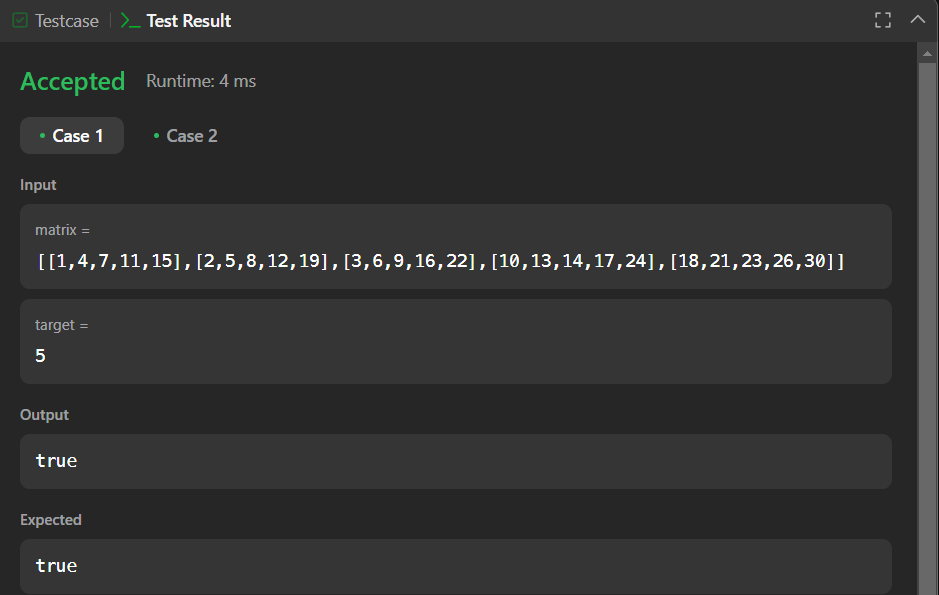 Testcase
Test Result
Accepted Runtime: 4 ms
Case 1 Case 2
Input
matrix =
[[1,4,7,11,15],[2,5,8,12,19],[3,6,9,16,22],[10,13,14,17,24],[18,21,23,26,30]]
target =
5
Output
true
Expected
true